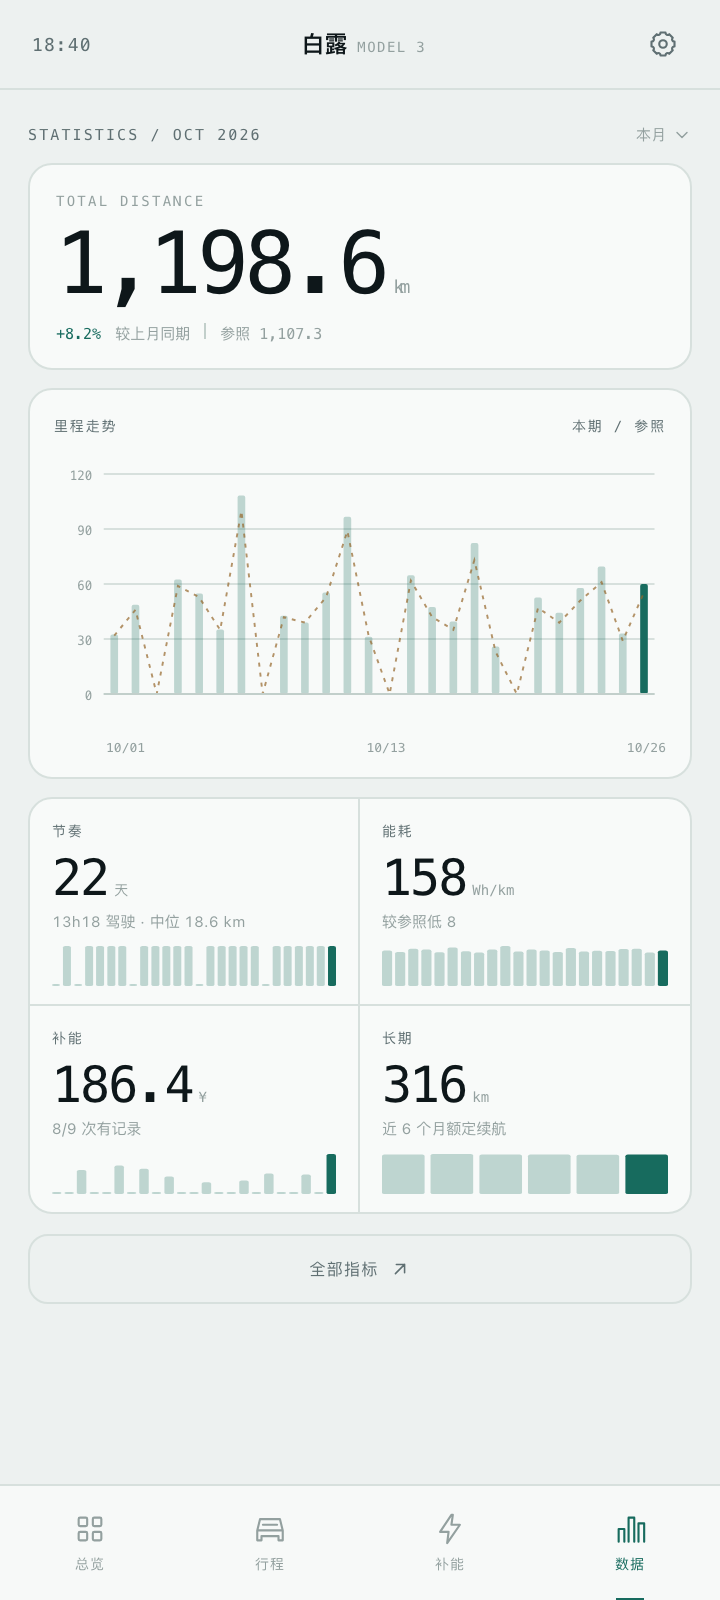 18:40
白露 MODEL 3
STATISTICS / OCT 2026
本月
TOTAL DISTANCE
1,198.6 km
+8.2% 较上月同期 参照 1,107.3
里程走势
本期 / 参照
120
90
60
30
0
10/01 10/13 10/26
节奏
22 天
13h18 驾驶 · 中位 18.6 km
能耗
158 Wh/km
较参照低 8
补能
186.4 ¥
8/9 次有记录
长期
316 km
近 6 个月额定续航
全部指标
总览 行程 补能 数据